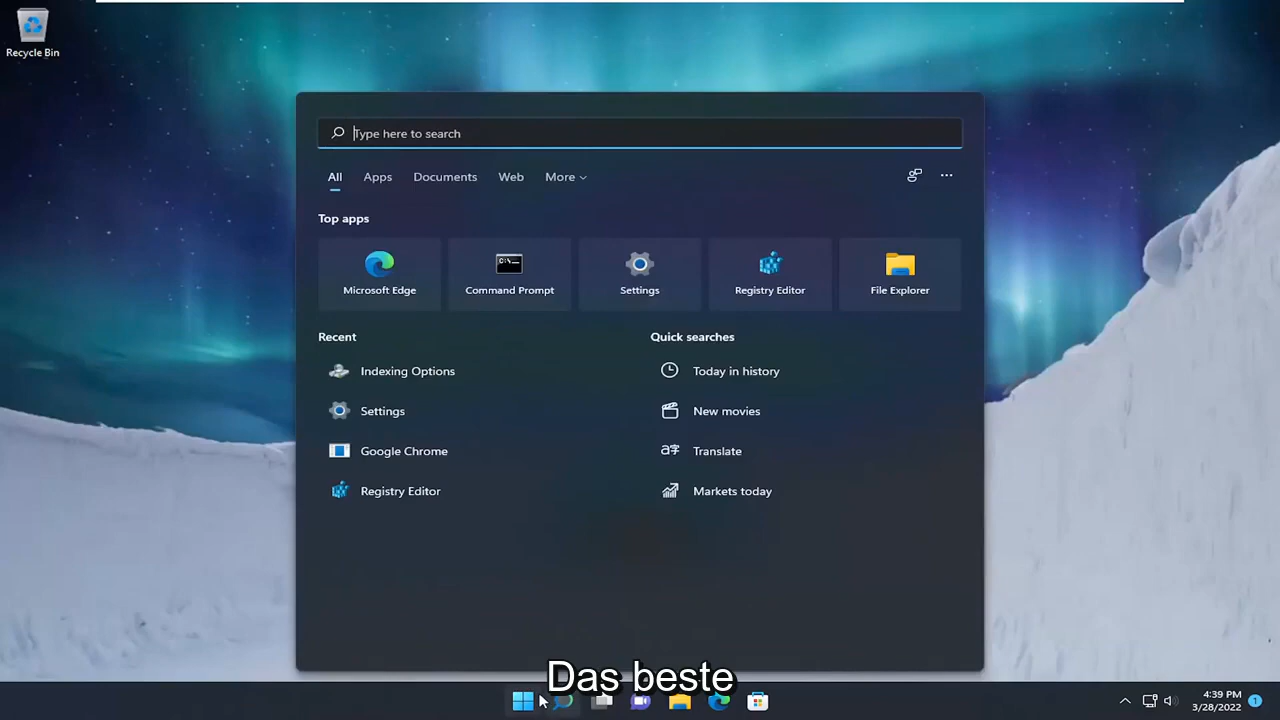 Recycle Bin
Type here to search
All Apps Documents Web More
Top apps
Microsoft Edge Command Prompt Settings Registry Editor File Explorer
Recent Quick searches
Indexing Options Today in history
Settings New movies
Google Chrome Translate
Registry Editor Markets today
Das beste
4:39 PM
3/28/2022
1